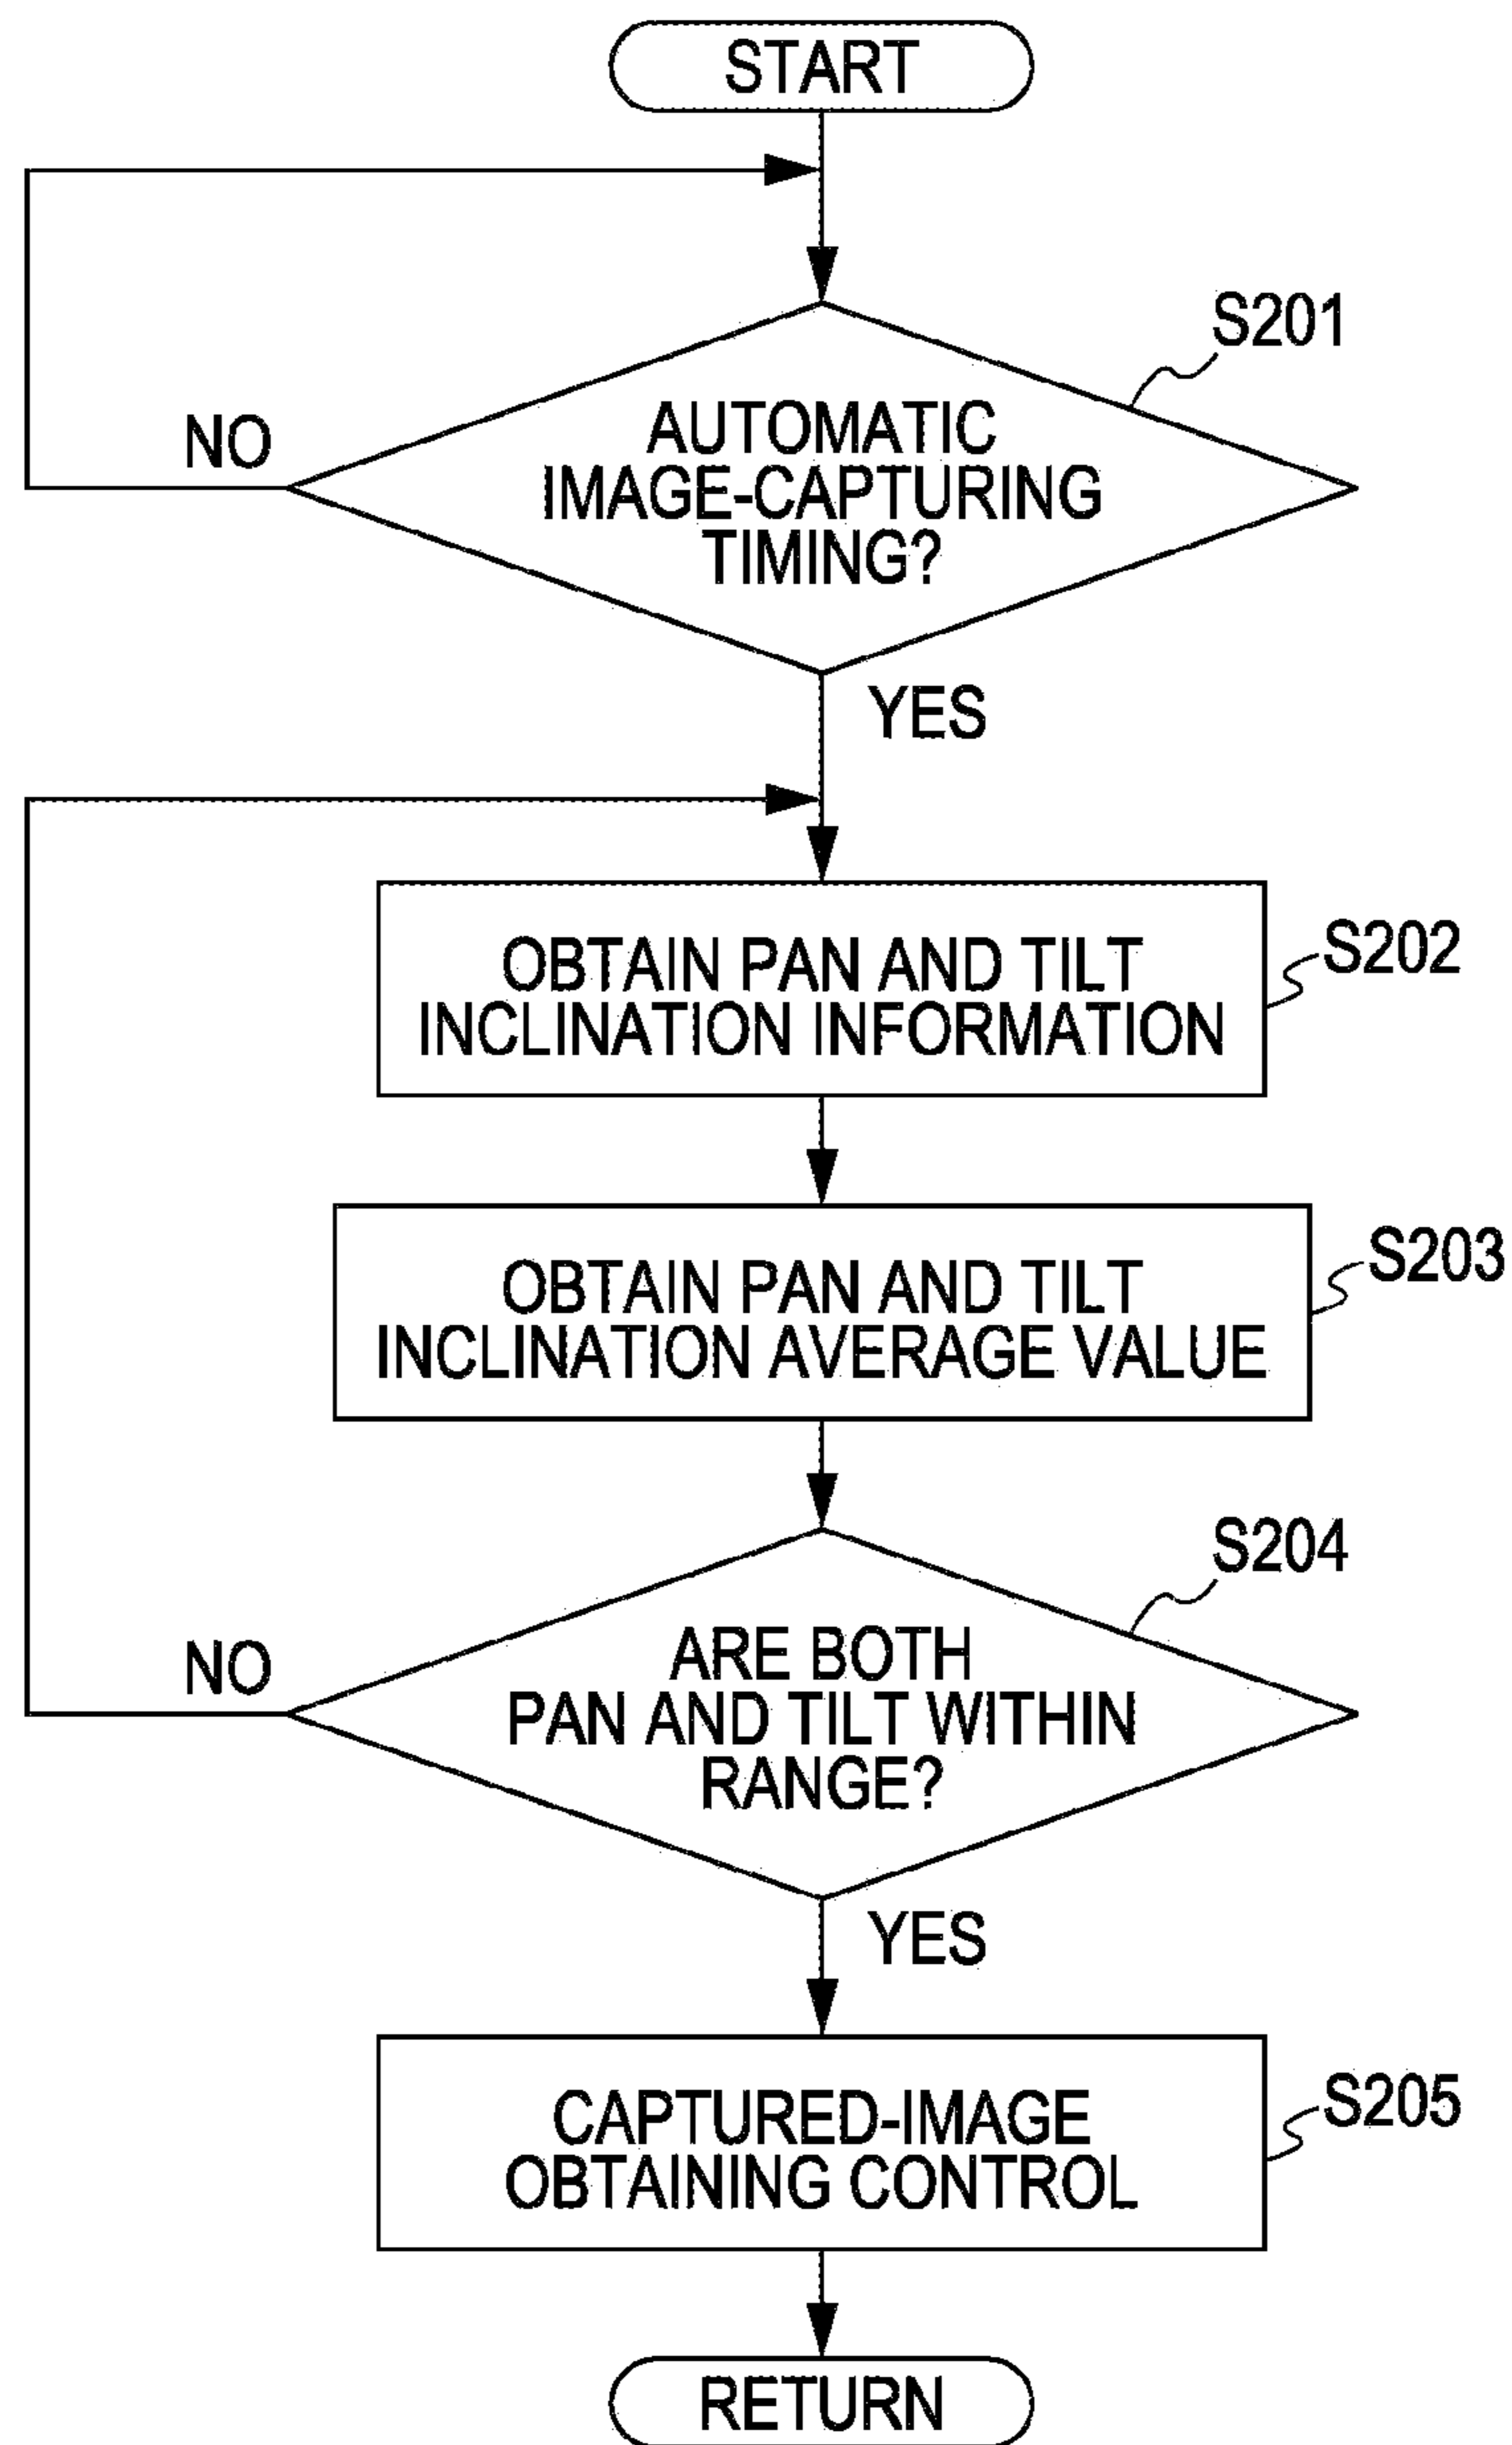 START
S201
AUTOMATIC
IMAGE-CAPTURING
TIMING?
NO
YES
OBTAIN PAN AND TILT
INCLINATION INFORMATION
S202
OBTAIN PAN AND TILT
INCLINATION AVERAGE VALUE
S203
S204
ARE BOTH
PAN AND TILT WITHIN
RANGE?
NO
YES
CAPTURED-IMAGE
OBTAINING CONTROL
S205
RETURN